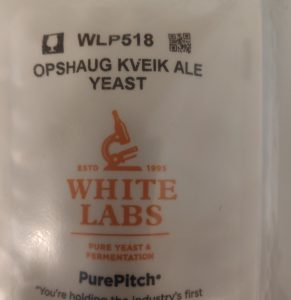 WLP518
OPSHAUG KVEIK ALE
YEAST
ESTD 1995
WHITE
LABS
PURE YEAST &
FERMENTATION
PurePitch®
"You're holding the industry's first